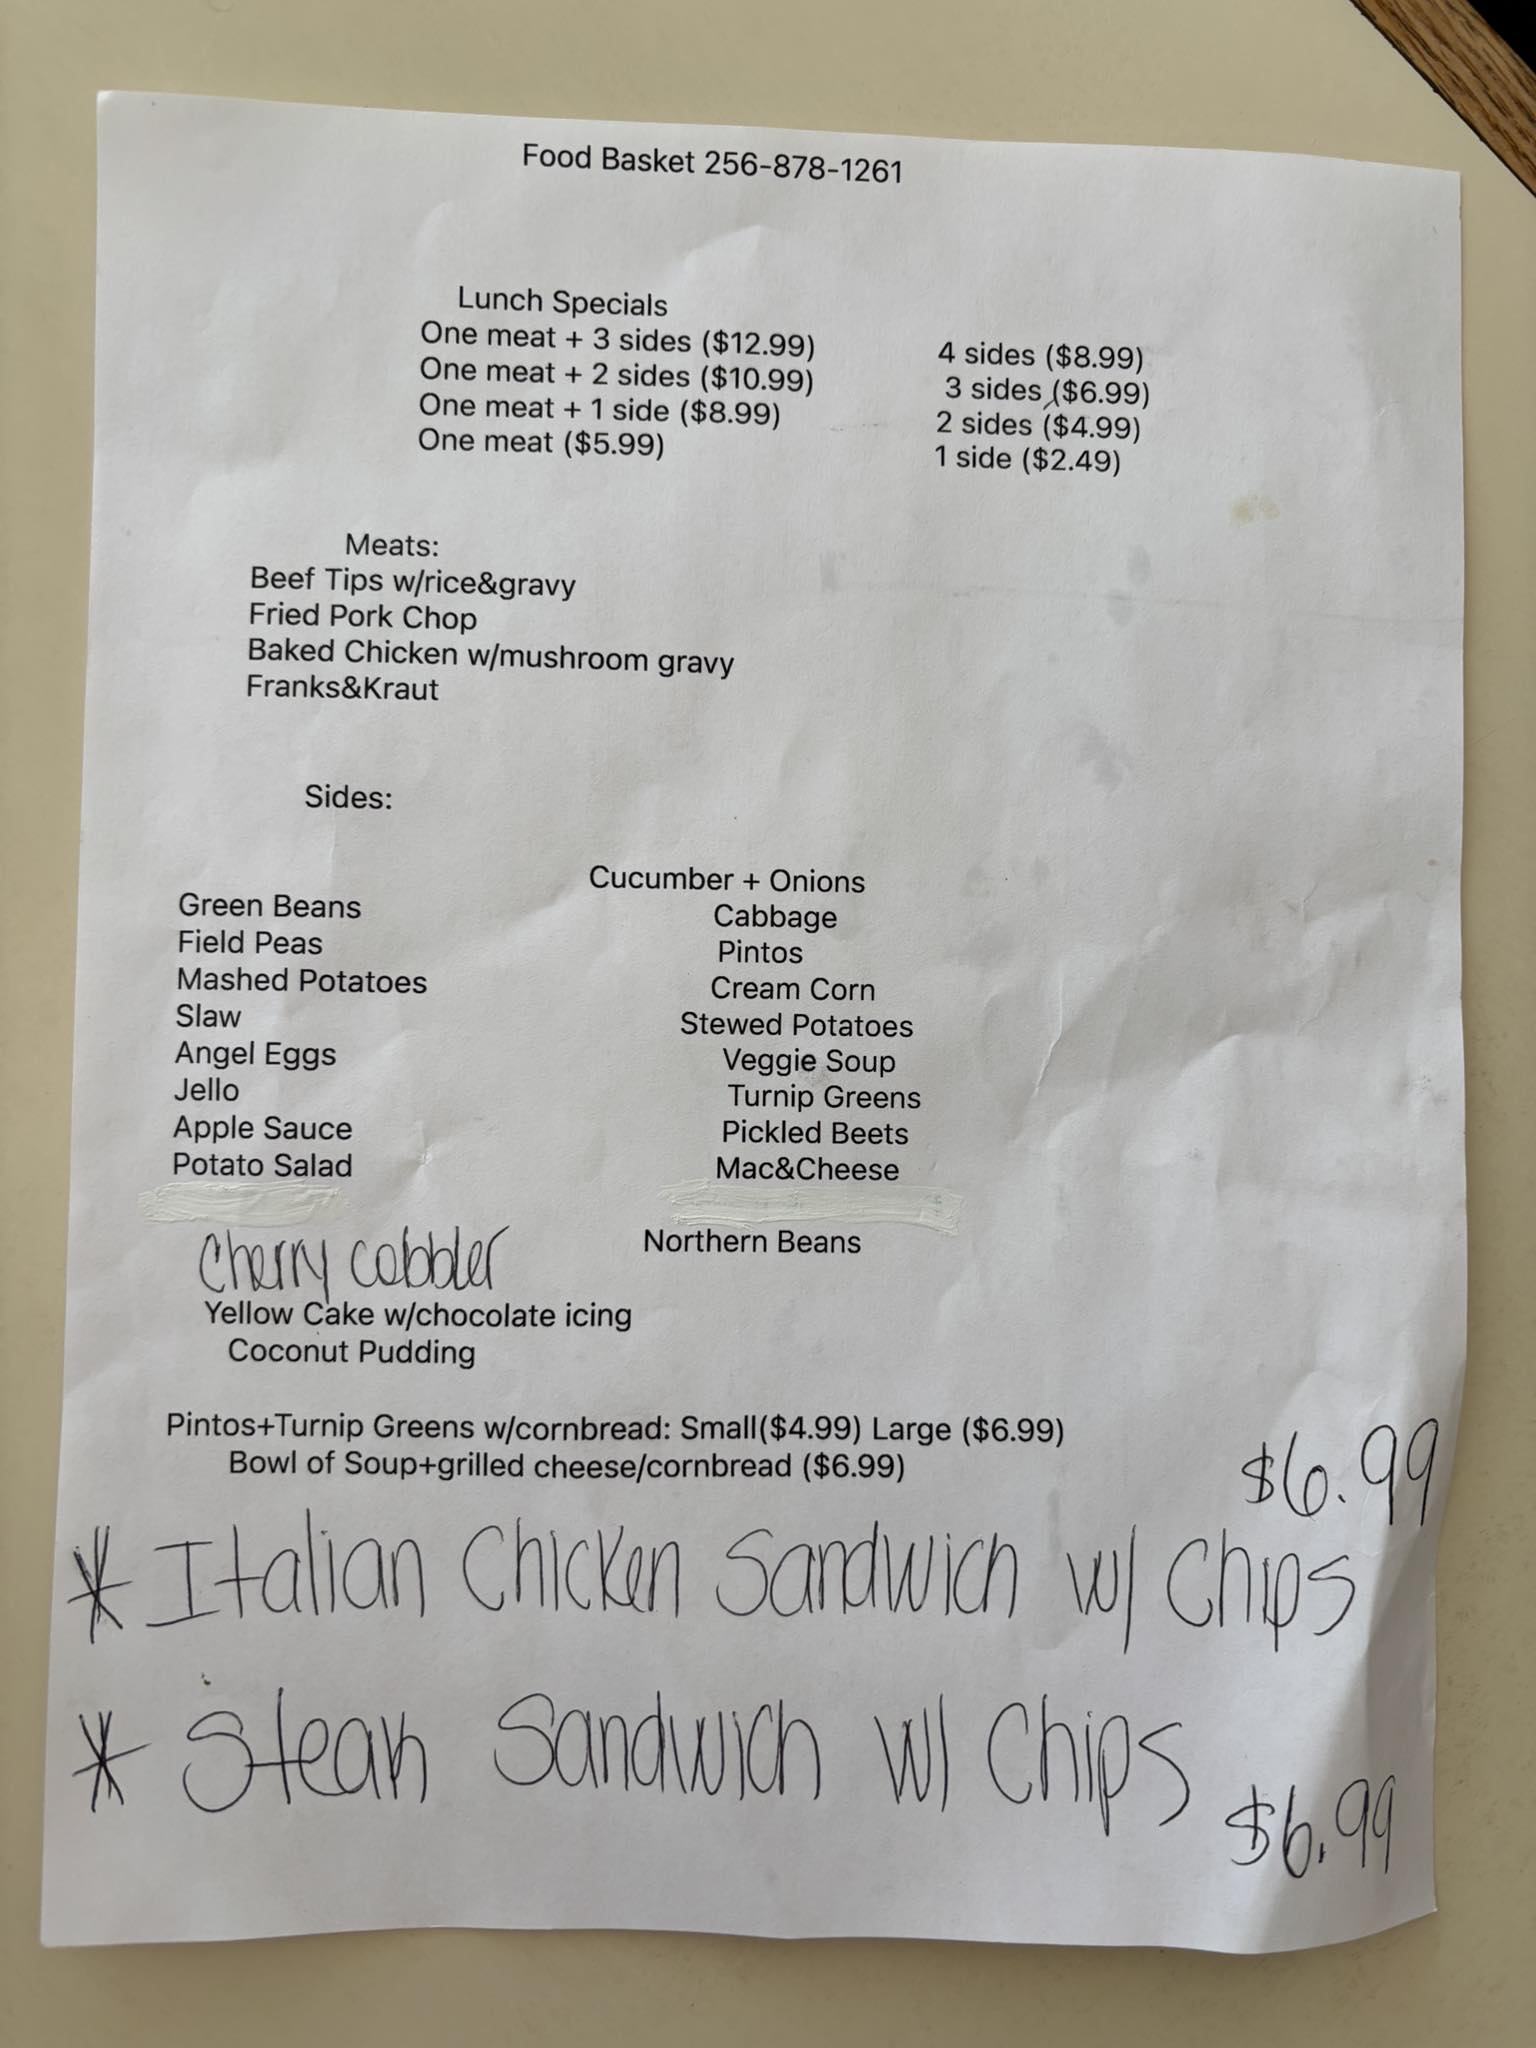 Food Basket 256-878-1261
Lunch Specials
One meat + 3 sides ($12.99)
One meat + 2 sides ($10.99)
One meat + 1 side ($8.99)
One meat ($5.99)
4 sides ($8.99)
3 sides ($6.99)
2 sides ($4.99)
1 side ($2.49)
Meats:
Beef Tips w/rice&gravy
Fried Pork Chop
Baked Chicken w/mushroom gravy
Franks&Kraut
Sides:
Green Beans
Field Peas
Mashed Potatoes
Slaw
Angel Eggs
Jello
Apple Sauce
Potato Salad
Cucumber + Onions
Cabbage
Pintos
Cream Corn
Stewed Potatoes
Veggie Soup
Turnip Greens
Pickled Beets
Mac&Cheese
Northern Beans
Cherry cobbler
Yellow Cake w/chocolate icing
Coconut Pudding
Pintos+Turnip Greens w/cornbread: Small($4.99) Large ($6.99)
Bowl of Soup+grilled cheese/cornbread ($6.99)
$6.99
* Italian Chicken Sandwich w/ Chips
* Steak Sandwich w/ Chips
$6.99